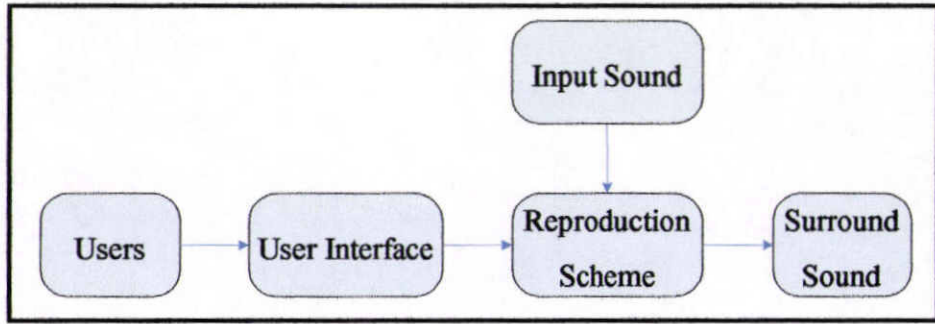 Input Sound
Users
User Interface
Reproduction
Scheme
Surround
Sound